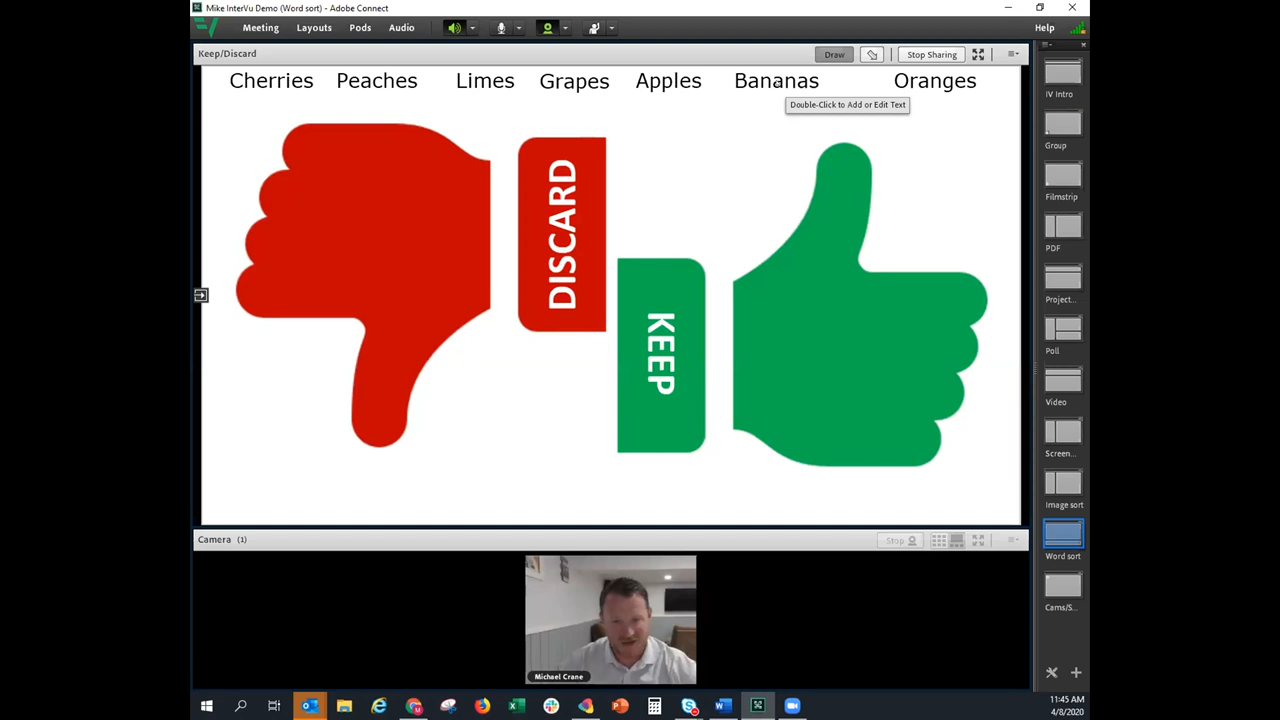 Mike InterVu Demo (Word sort) - Adobe Connect
Meeting Layouts Pods Audio Help
Keep/Discard Draw Stop Sharing
Cherries Peaches Limes Grapes Apples Bananas Oranges
Double-Click to Add or Edit Text
DISCARD
KEEP
IV Intro
Group
Filmstrip
PDF
Project...
Poll
Video
Screen...
Image sort
Word sort
Cams/S...
Camera (1) Stop
Michael Crane
11:45 AM
4/8/2020